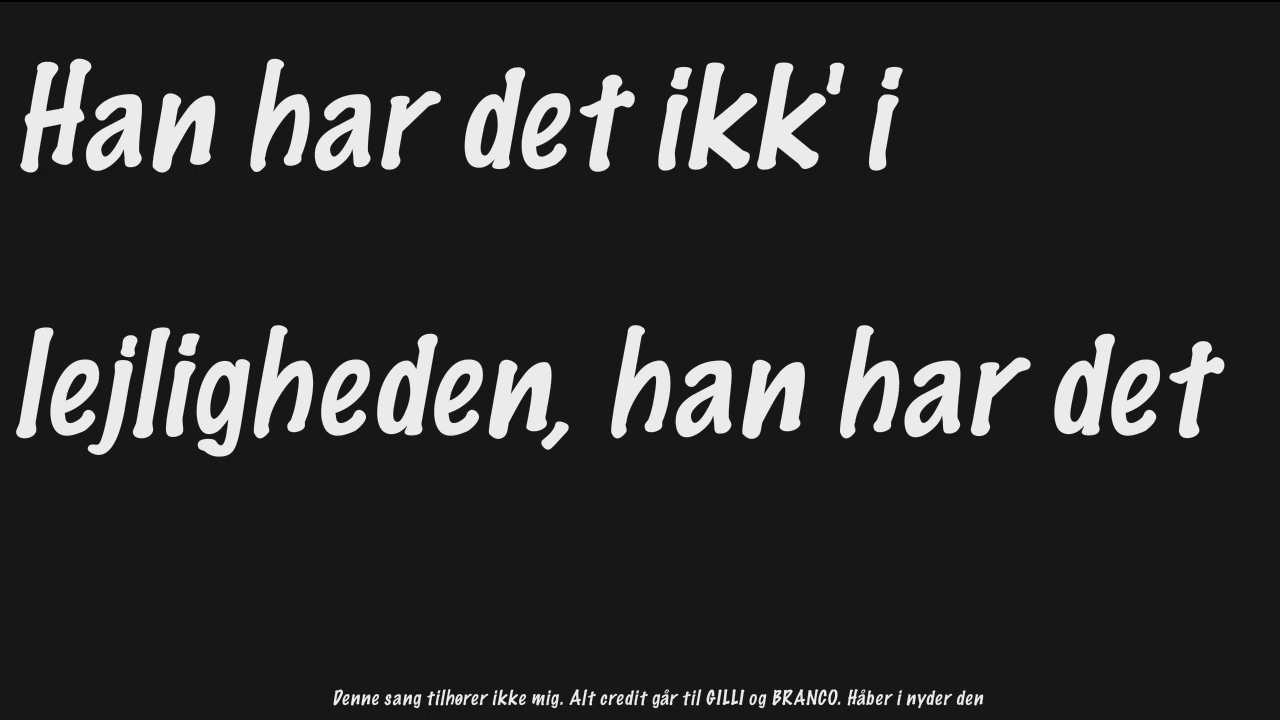 Han har det ikk' i
lejligheden, han har det
Denne sang tilhører ikke mig. Alt credit går til GILLI og BRANCO. Håber i nyder den